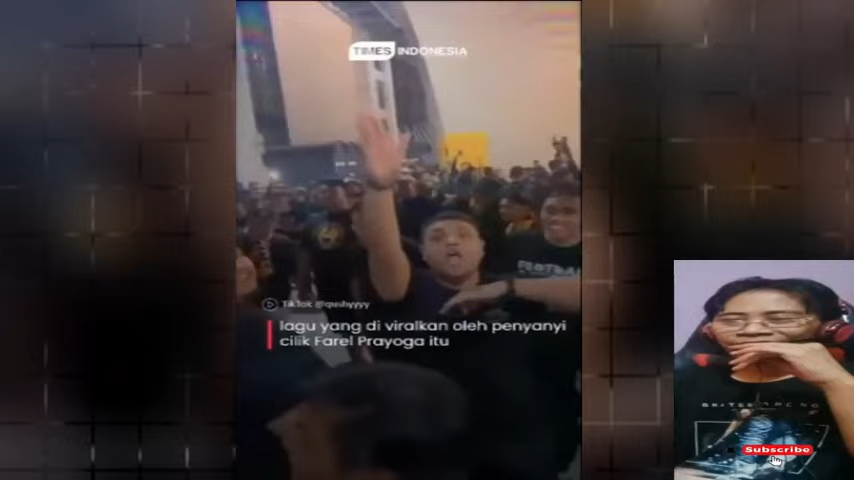 TIMES INDONESIA
TikTok @qushyyyy
lagu yang di viralkan oleh penyanyi
cilik Farel Prayoga itu
Subscribe